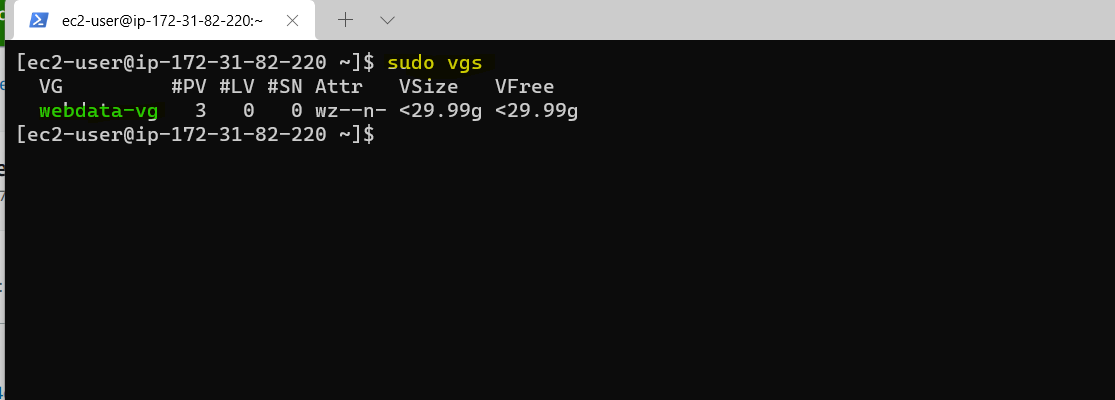 ec2-user@ip-172-31-82-220:~
[ec2-user@ip-172-31-82-220 ~]$ sudo vgs
  VG         #PV #LV #SN Attr   VSize   VFree
  webdata-vg   3   0   0 wz--n- <29.99g <29.99g
[ec2-user@ip-172-31-82-220 ~]$